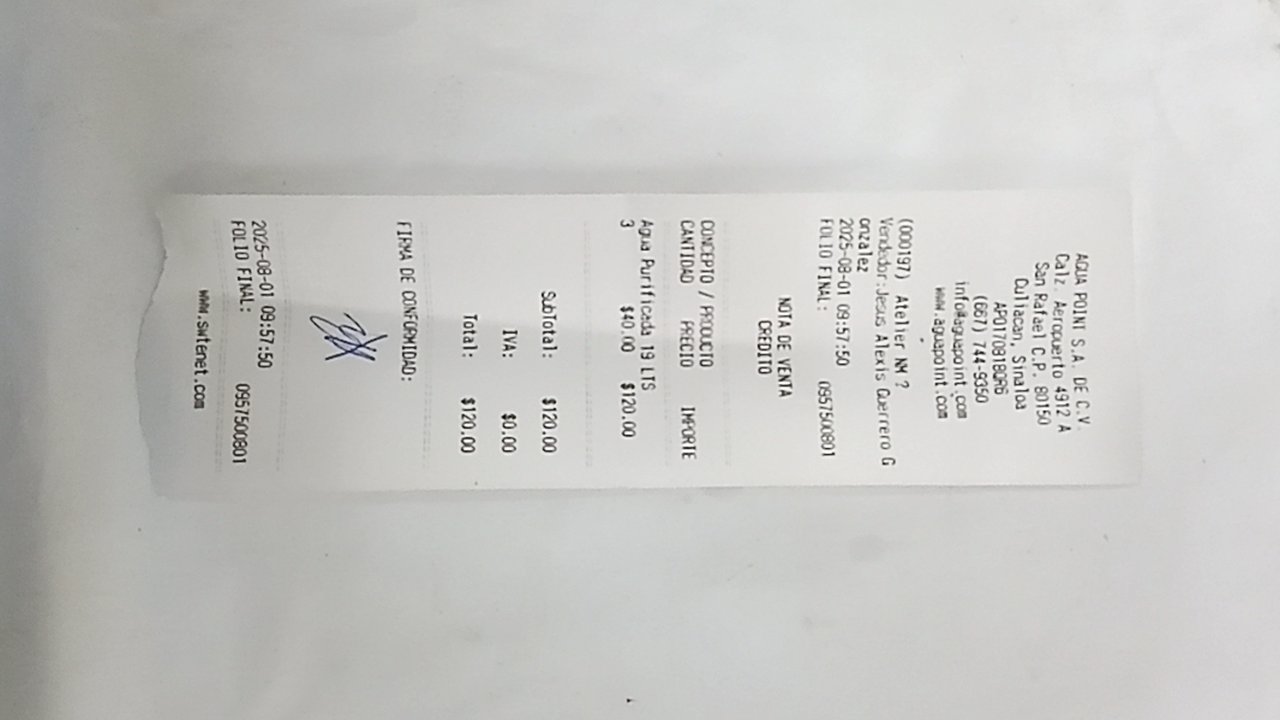 AGUA POINT S.A. DE C.V.
Calz. Aeropuerto 4912 A
San Rafael C.P. 80150
Culiacan, Sinaloa
APO170818QR6
(667) 744-9350
info@aguapoint.com
www.aguapoint.com
(000197) Atelier NM ?
Vendedor:Jesus Alexis Guerrero G
onzalez
2025-08-01 09:57:50
FOLIO FINAL: 0957500801
NOTA DE VENTA
CREDITO
CONCEPTO / PRODUCTO
CANTIDAD PRECIO IMPORTE
Agua Purificada 19 LTS
3 $40.00 $120.00
SubTotal: $120.00
IVA: $0.00
Total: $120.00
FIRMA DE CONFORMIDAD:
2025-08-01 09:57:50
FOLIO FINAL: 0957500801
www.swtenet.com